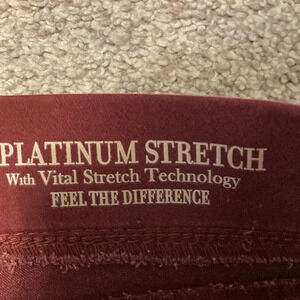 PLATINUM STRETCH
With Vital Stretch Technology
FEEL THE DIFFERENCE